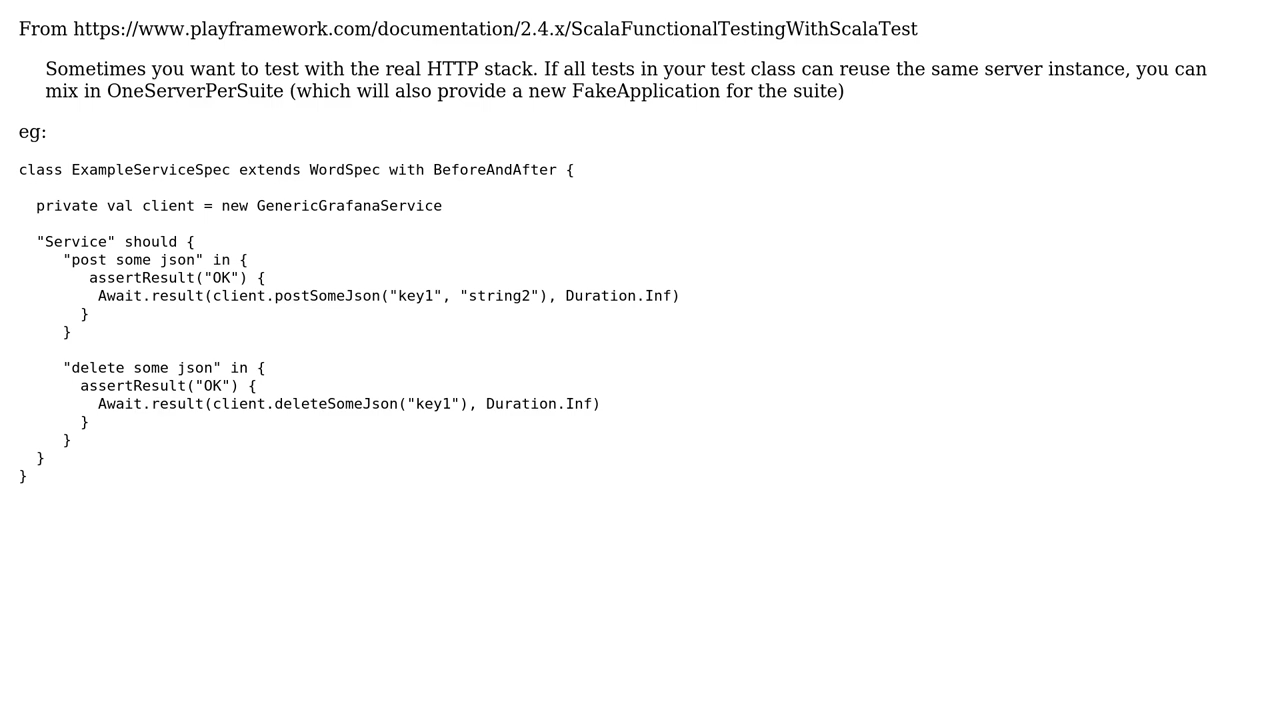 From https://www.playframework.com/documentation/2.4.x/ScalaFunctionalTestingWithScalaTest
Sometimes you want to test with the real HTTP stack. If all tests in your test class can reuse the same server instance, you can
mix in OneServerPerSuite (which will also provide a new FakeApplication for the suite)
eg:
class ExampleServiceSpec extends WordSpec with BeforeAndAfter {
  private val client = new GenericGrafanaService
  "Service" should {
     "post some json" in {
        assertResult("OK") {
         Await.result(client.postSomeJson("key1", "string2"), Duration.Inf)
       }
     }
     "delete some json" in {
       assertResult("OK") {
         Await.result(client.deleteSomeJson("key1"), Duration.Inf)
       }
     }
  }
}